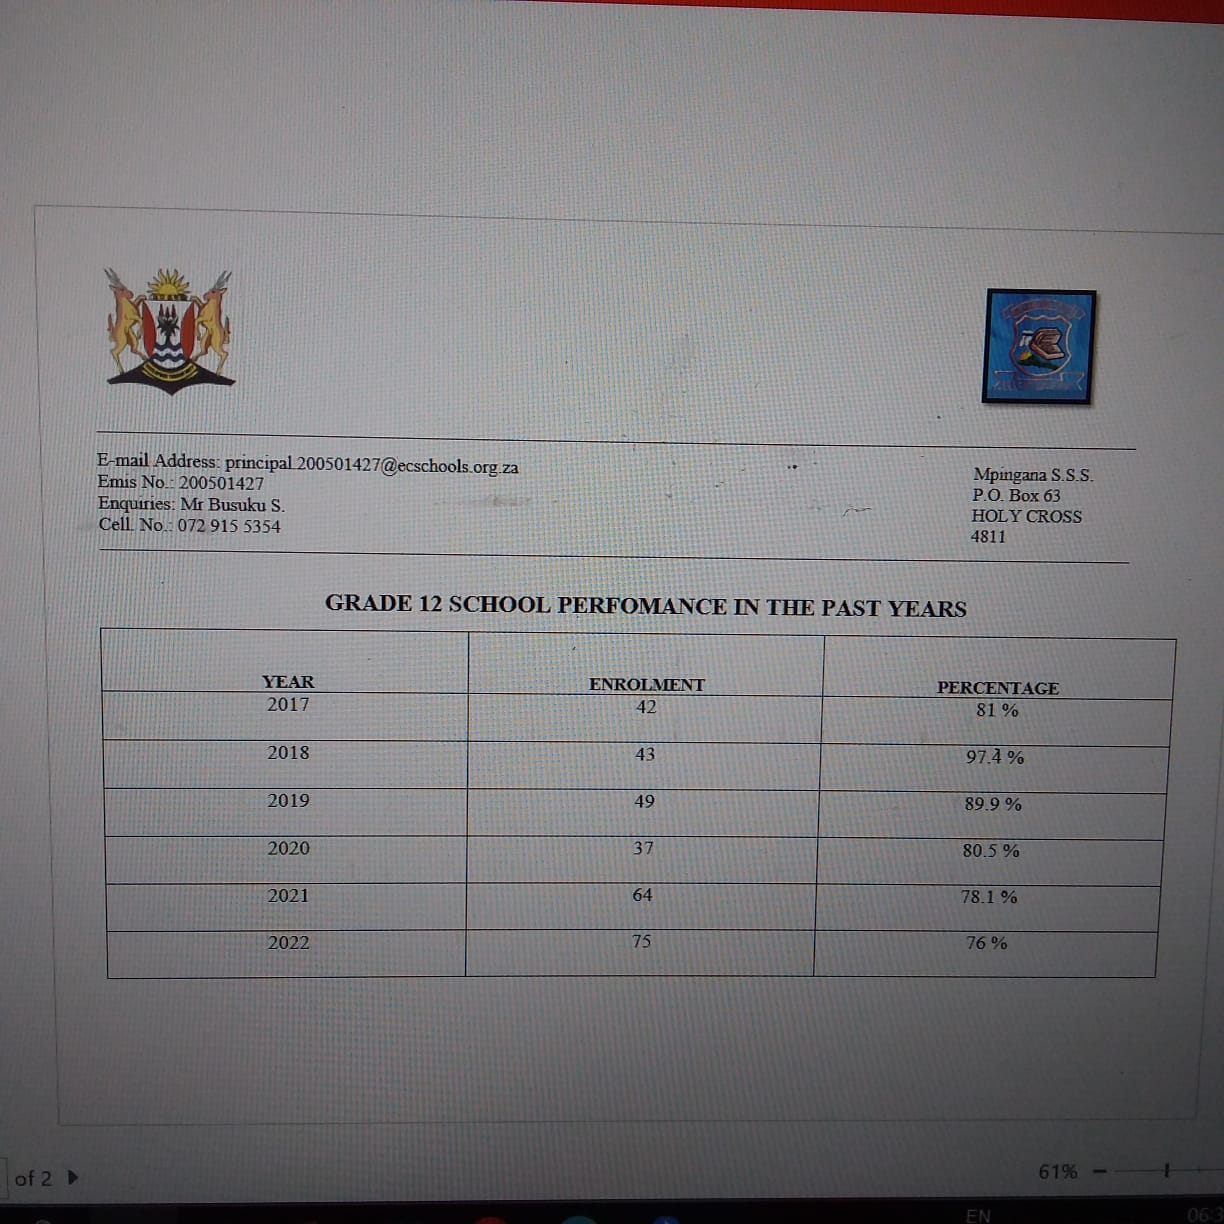 E-mail Address: principal.200501427@ecschools.org.za
Emis No.: 200501427
Enquiries: Mr Busuku S.
Cell. No.: 072 915 5354
Mpingana S.S.S.
P.O. Box 63
HOLY CROSS
4811
GRADE 12 SCHOOL PERFOMANCE IN THE PAST YEARS
YEAR ENROLMENT PERCENTAGE
2017 42 81 %
2018 43 97.4 %
2019 49 89.9 %
2020 37 80.5 %
2021 64 78.1 %
2022 75 76 %
of 2
61%
EN